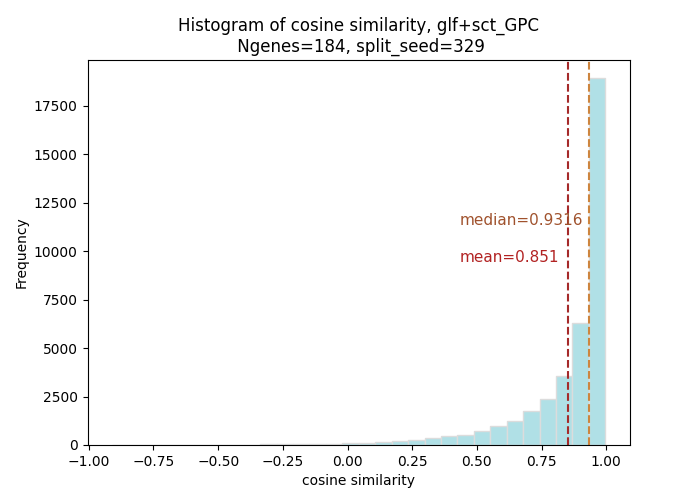 Histogram of cosine similarity, glf+sct_GPC
Ngenes=184, split_seed=329
Frequency
17500
15000
12500
10000
7500
5000
2500
0
median=0.9316
mean=0.851
−1.00 −0.75 −0.50 −0.25 0.00 0.25 0.50 0.75 1.00
cosine similarity